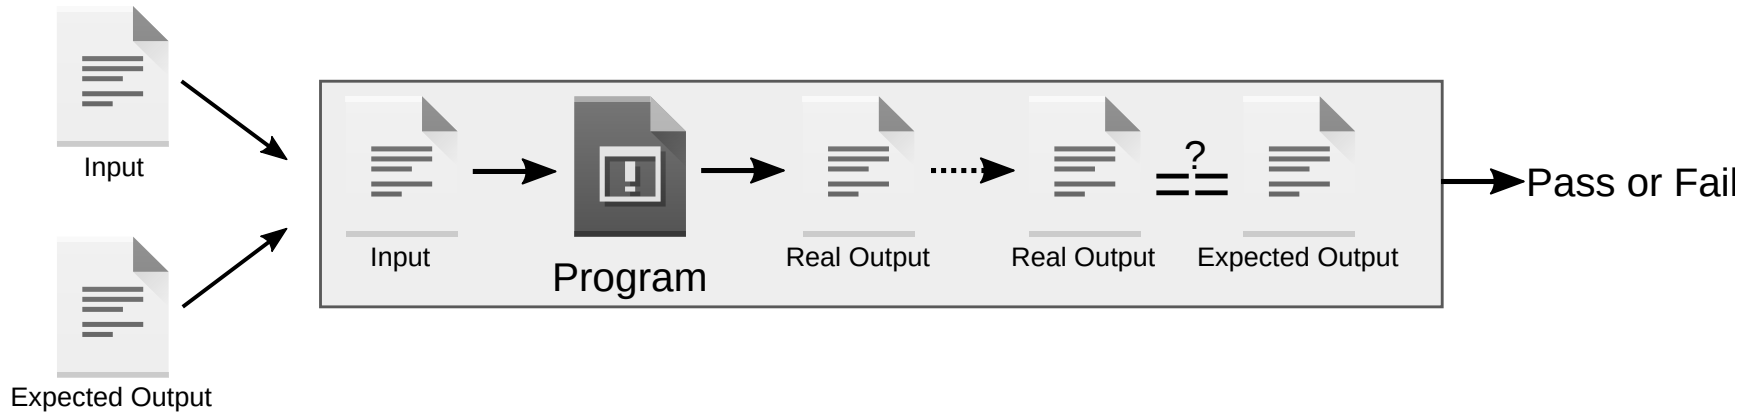 Input
Expected Output
Input
Program
Real Output
Real Output
?
==
Expected Output
Pass or Fail